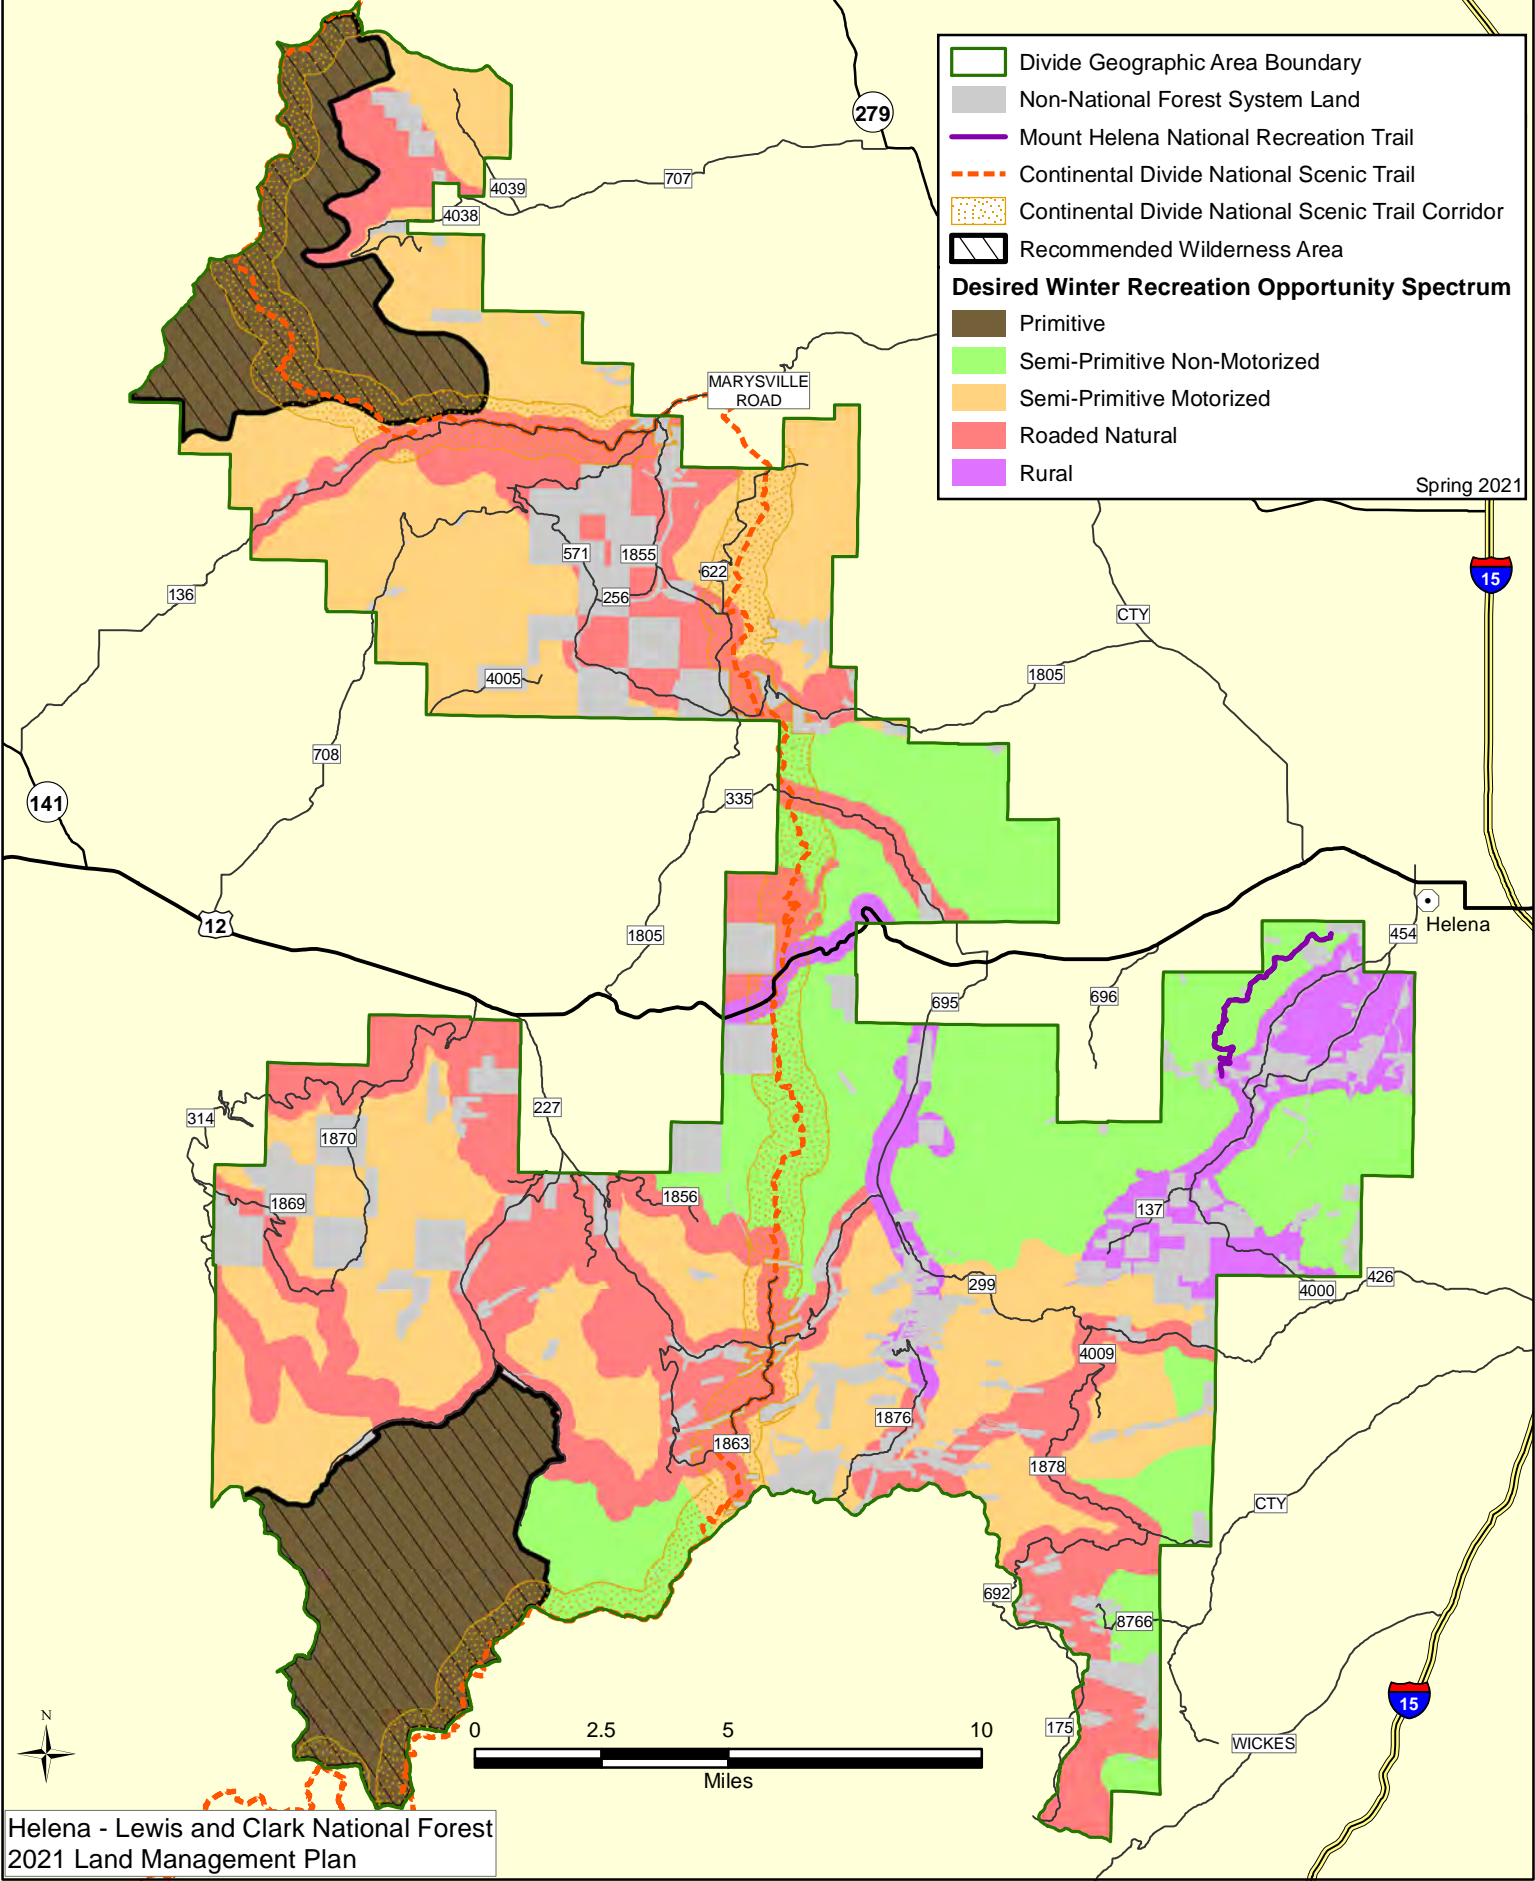 Divide Geographic Area Boundary
Non-National Forest System Land
Mount Helena National Recreation Trail
Continental Divide National Scenic Trail
Continental Divide National Scenic Trail Corridor
Recommended Wilderness Area
Desired Winter Recreation Opportunity Spectrum
Primitive
Semi-Primitive Non-Motorized
Semi-Primitive Motorized
Roaded Natural
Rural
Spring 2021
279
707
4039
4038
MARYSVILLE
ROAD
571
1855
622
256
136
15
CTY
4005
1805
708
335
141
12
1805
454
Helena
695
696
314
227
1870
1869
1856
137
299
426
4000
4009
1876
1863
1878
CTY
692
8766
175
WICKES
15
N
0 2.5 5 10
Miles
Helena - Lewis and Clark National Forest
2021 Land Management Plan